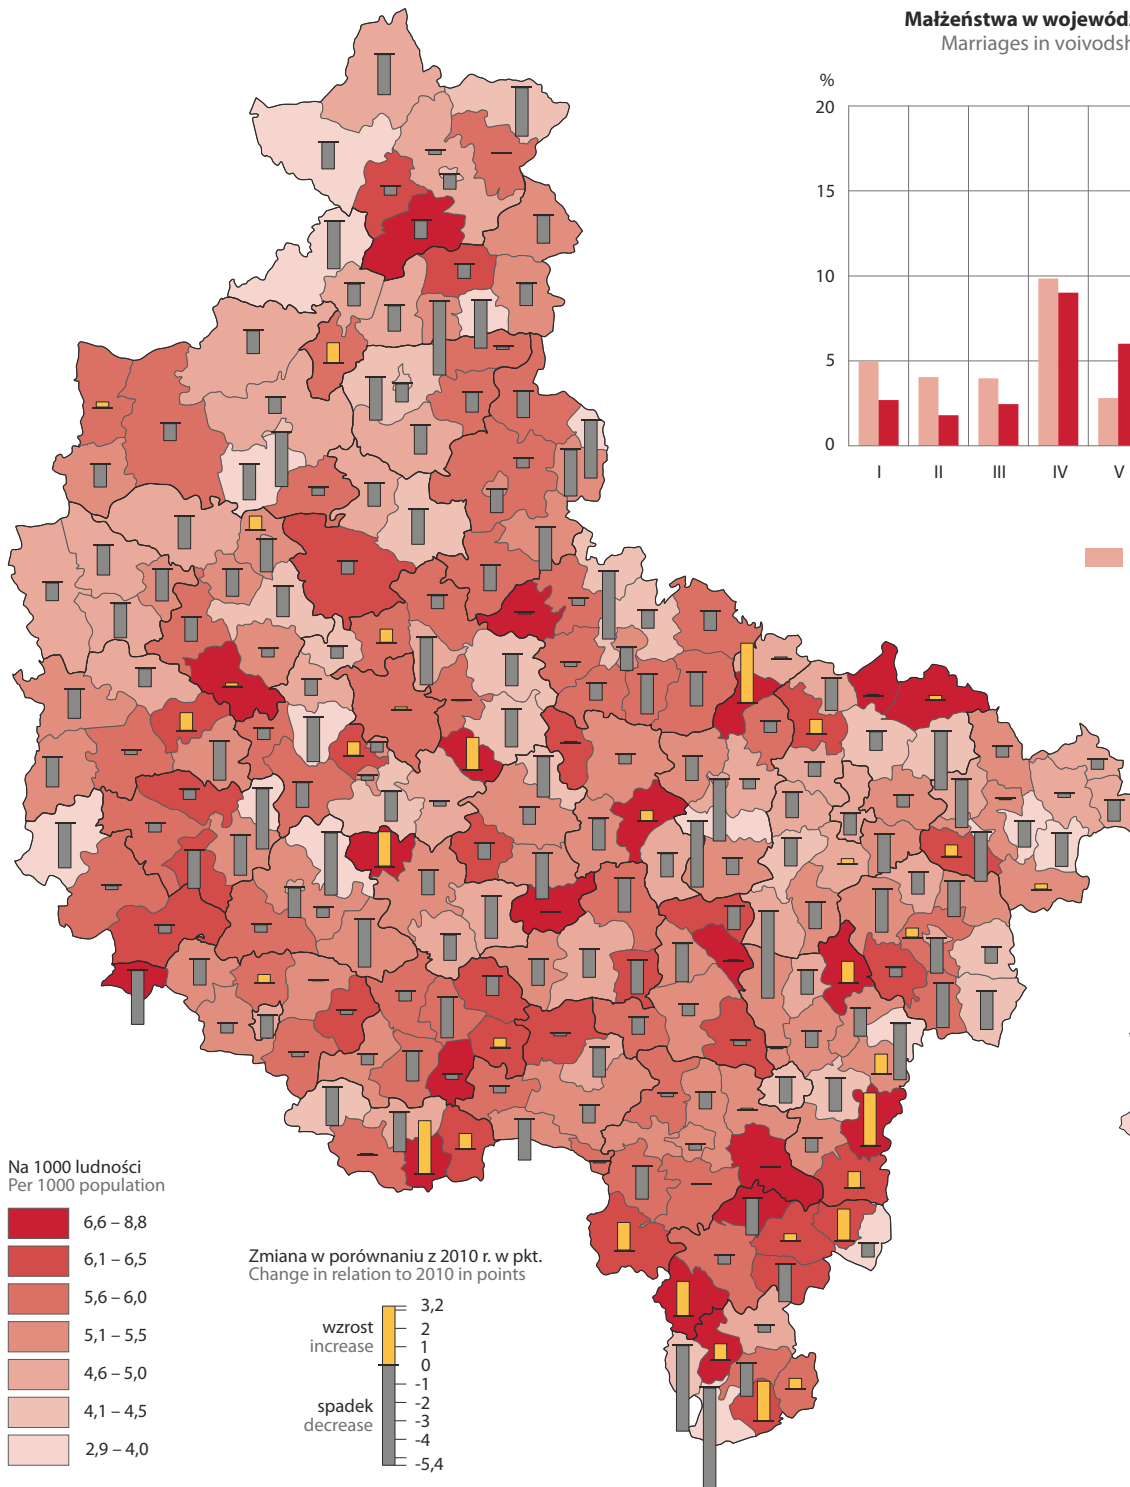 Małżeństwa w wojewódz
Marriages in voivodsh
%
20
15
10
5
0
I
II
III
IV
V
Na 1000 ludności
Per 1000 population
6,6 – 8,8
6,1 – 6,5
5,6 – 6,0
5,1 – 5,5
4,6 – 5,0
4,1 – 4,5
2,9 – 4,0
Zmiana w porównaniu z 2010 r. w pkt.
Change in relation to 2010 in points
wzrost
increase
spadek
decrease
3,2
2
1
0
-1
-2
-3
-4
-5,4